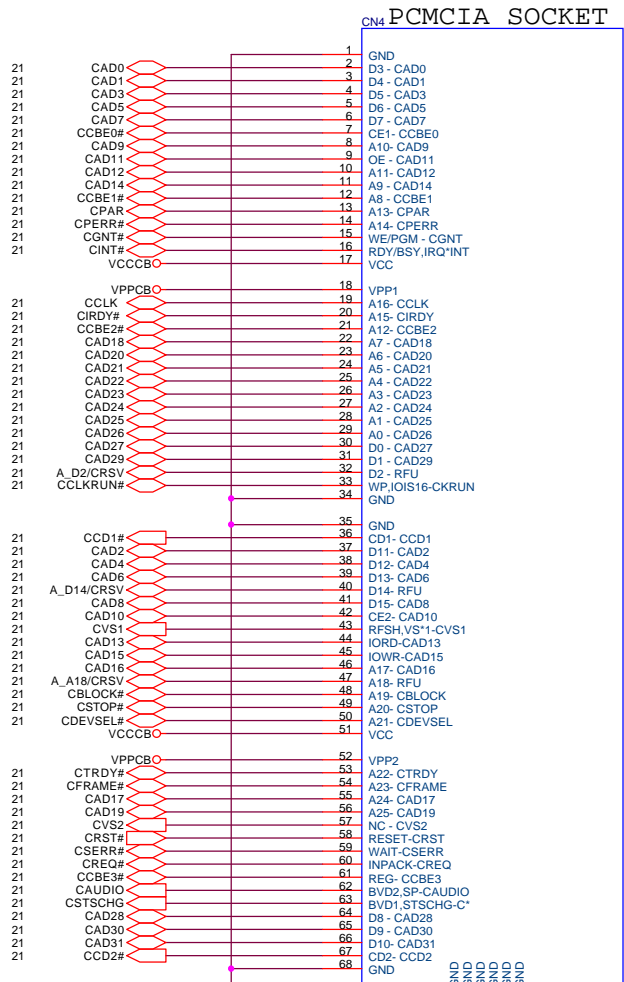 CN4 PCMCIA SOCKET
1 GND
21 CAD0 2 D3 - CAD0
21 CAD1 3 D4 - CAD1
21 CAD3 4 D5 - CAD3
21 CAD5 5 D6 - CAD5
21 CAD7 6 D7 - CAD7
21 CCBE0# 7 CE1- CCBE0
21 CAD9 8 A10- CAD9
21 CAD11 9 OE - CAD11
21 CAD12 10 A11- CAD12
21 CAD14 11 A9 - CAD14
21 CCBE1# 12 A8 - CCBE1
21 CPAR 13 A13- CPAR
21 CPERR# 14 A14- CPERR
21 CGNT# 15 WE/PGM - CGNT
21 CINT# 16 RDY/BSY,IRQ*INT
VCCCB 17 VCC
VPPCB 18 VPP1
21 CCLK 19 A16- CCLK
21 CIRDY# 20 A15- CIRDY
21 CCBE2# 21 A12- CCBE2
21 CAD18 22 A7 - CAD18
21 CAD20 23 A6 - CAD20
21 CAD21 24 A5 - CAD21
21 CAD22 25 A4 - CAD22
21 CAD23 26 A3 - CAD23
21 CAD24 27 A2 - CAD24
21 CAD25 28 A1 - CAD25
21 CAD26 29 A0 - CAD26
21 CAD27 30 D0 - CAD27
21 CAD29 31 D1 - CAD29
21 A_D2/CRSV 32 D2 - RFU
21 CCLKRUN# 33 WP,IOIS16-CKRUN
34 GND
35 GND
21 CCD1# 36 CD1- CCD1
21 CAD2 37 D11- CAD2
21 CAD4 38 D12- CAD4
21 CAD6 39 D13- CAD6
21 A_D14/CRSV 40 D14- RFU
21 CAD8 41 D15- CAD8
21 CAD10 42 CE2- CAD10
21 CVS1 43 RFSH,VS*1-CVS1
21 CAD13 44 IORD-CAD13
21 CAD15 45 IOWR-CAD15
21 CAD16 46 A17- CAD16
21 A_A18/CRSV 47 A18- RFU
21 CBLOCK# 48 A19- CBLOCK
21 CSTOP# 49 A20- CSTOP
21 CDEVSEL# 50 A21- CDEVSEL
VCCCB 51 VCC
VPPCB 52 VPP2
21 CTRDY# 53 A22- CTRDY
21 CFRAME# 54 A23- CFRAME
21 CAD17 55 A24- CAD17
21 CAD19 56 A25- CAD19
21 CVS2 57 NC - CVS2
21 CRST# 58 RESET-CRST
21 CSERR# 59 WAIT-CSERR
21 CREQ# 60 INPACK-CREQ
21 CCBE3# 61 REG- CCBE3
21 CAUDIO 62 BVD2,SP-CAUDIO
21 CSTSCHG 63 BVD1,STSCHG-C*
21 CAD28 64 D8 - CAD28
21 CAD30 65 D9 - CAD30
21 CAD31 66 D10- CAD31
21 CCD2# 67 CD2- CCD2
68 GND
GND
GND
GND
GND
GND
GND